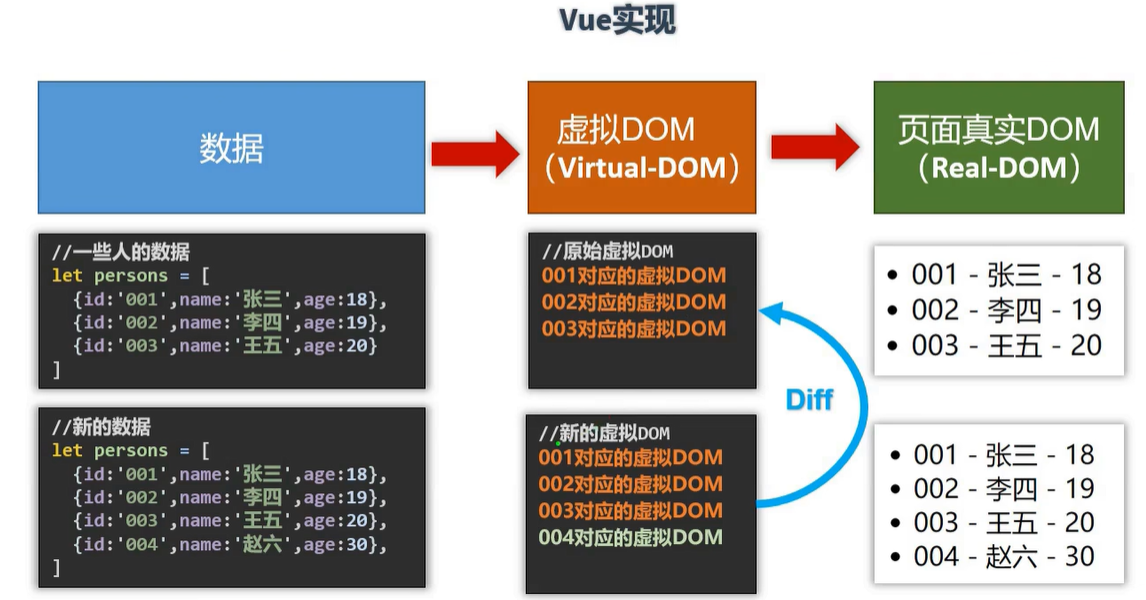 Vue实现
数据
虚拟DOM
（Virtual-DOM）
页面真实DOM
（Real-DOM）
//一些人的数据
let persons = [
{id:'001',name:'张三',age:18},
{id:'002',name:'李四',age:19},
{id:'003',name:'王五',age:20}
]
//原始虚拟DOM
001对应的虚拟DOM
002对应的虚拟DOM
003对应的虚拟DOM
• 001 - 张三 - 18
• 002 - 李四 - 19
• 003 - 王五 - 20
Diff
//新的数据
let persons = [
{id:'001',name:'张三',age:18},
{id:'002',name:'李四',age:19},
{id:'003',name:'王五',age:20},
{id:'004',name:'赵六',age:30},
]
//新的虚拟DOM
001对应的虚拟DOM
002对应的虚拟DOM
003对应的虚拟DOM
004对应的虚拟DOM
• 001 - 张三 - 18
• 002 - 李四 - 19
• 003 - 王五 - 20
• 004 - 赵六 - 30